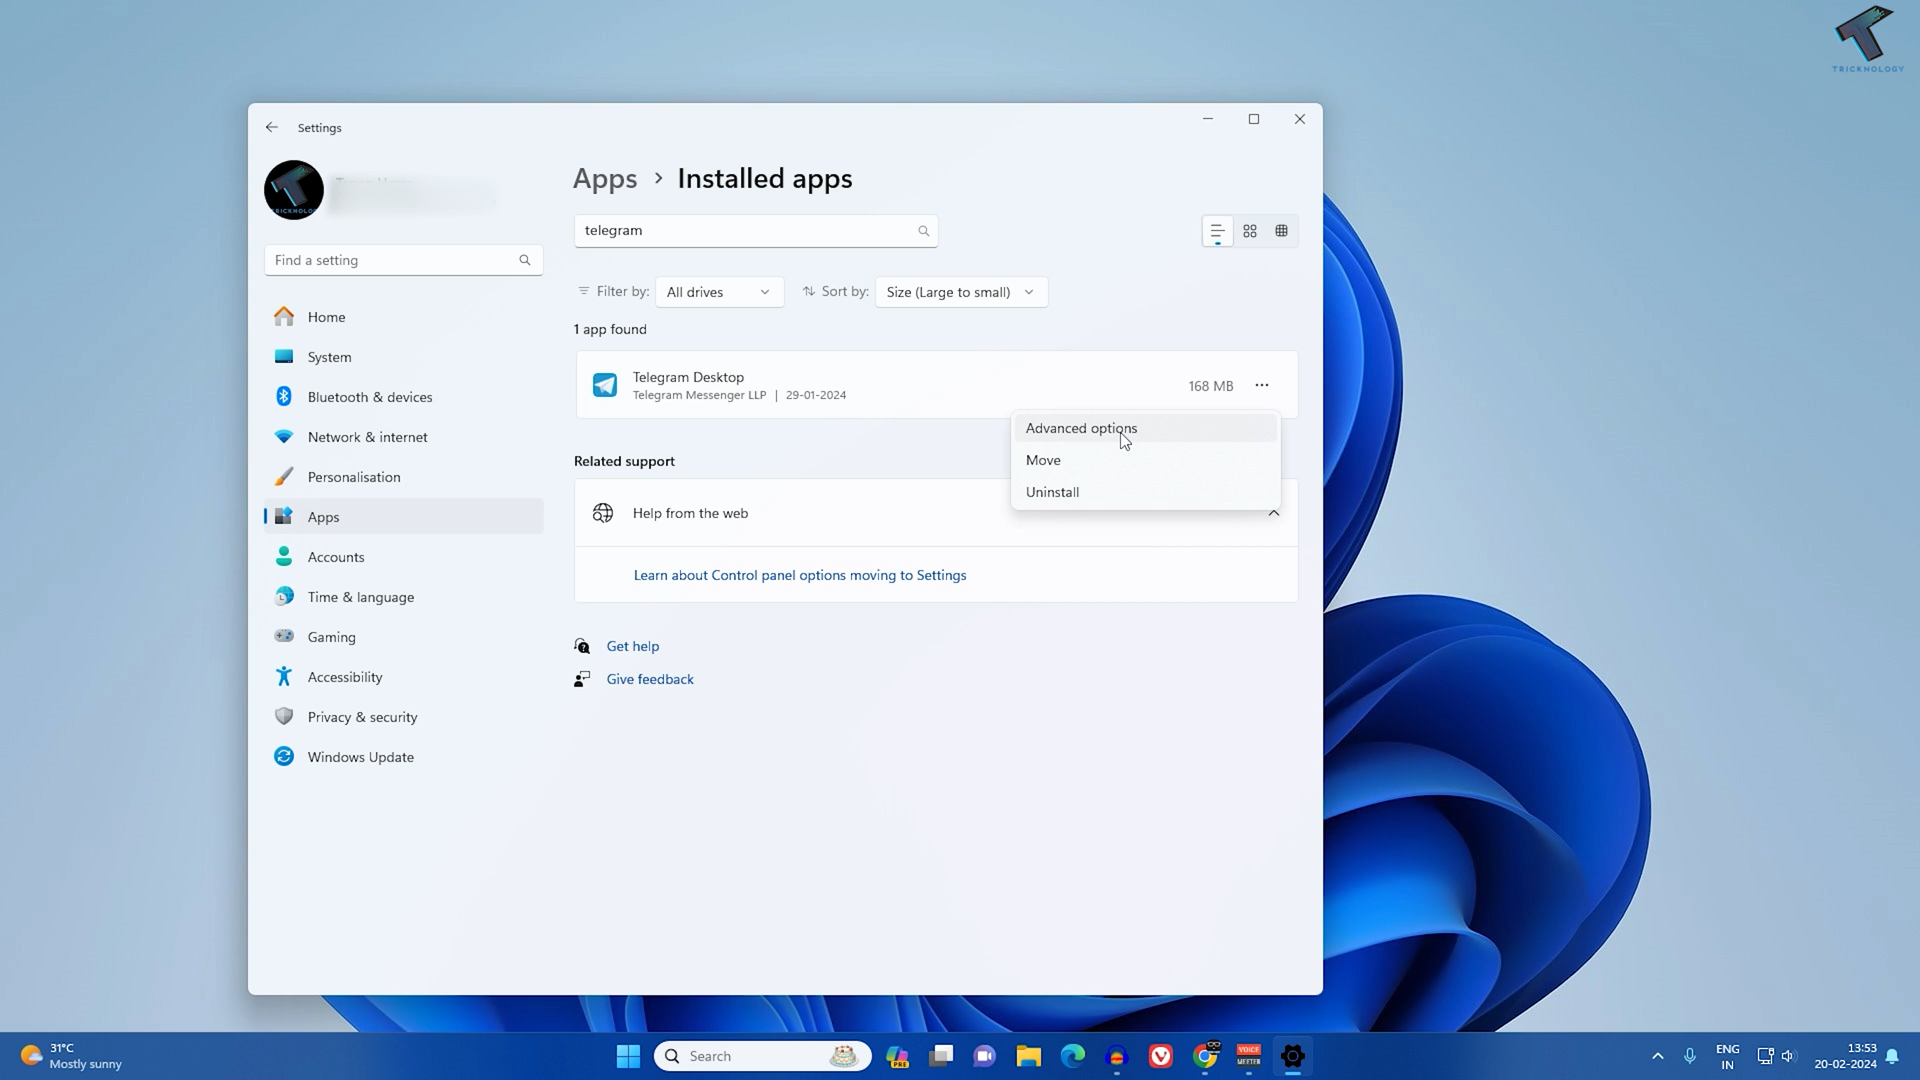 TRICKNOLOGY
Settings
Apps > Installed apps
telegram
Find a setting
Filter by:
All drives
Sort by:
Size (Large to small)
1 app found
Home
System
Bluetooth & devices
Network & internet
Personalisation
Apps
Accounts
Time & language
Gaming
Accessibility
Privacy & security
Windows Update
Telegram Desktop
Telegram Messenger LLP | 29-01-2024
168 MB
Advanced options
Move
Uninstall
Related support
Help from the web
Learn about Control panel options moving to Settings
Get help
Give feedback
31°C
Mostly sunny
Search
PRE
VOICE
MEETER
ENG
IN
13:53
20-02-2024